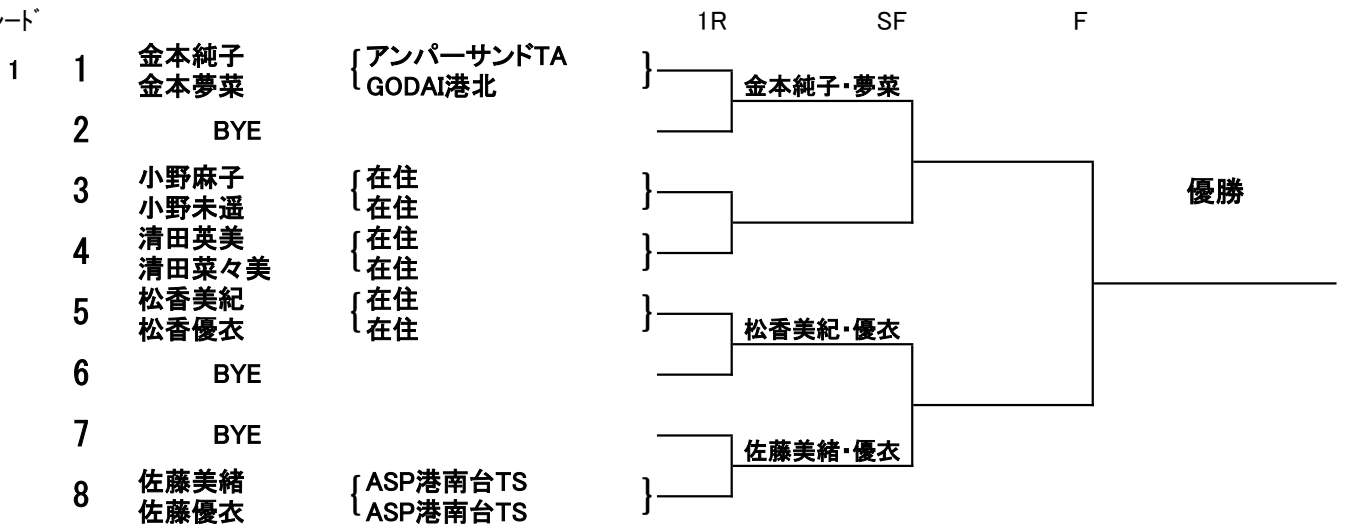 ｼｰﾄﾞ 1R SF F
1 1 金本純子 アンパーサンドTA
金本夢菜 GODAI港北 金本純子・夢菜
2 BYE
3 小野麻子 在住
小野未遥 在住 優勝
4 清田英美 在住
清田菜々美 在住
5 松香美紀 在住
松香優衣 在住 松香美紀・優衣
6 BYE
7 BYE
佐藤美緒・優衣
8 佐藤美緒 ASP港南台TS
佐藤優衣 ASP港南台TS